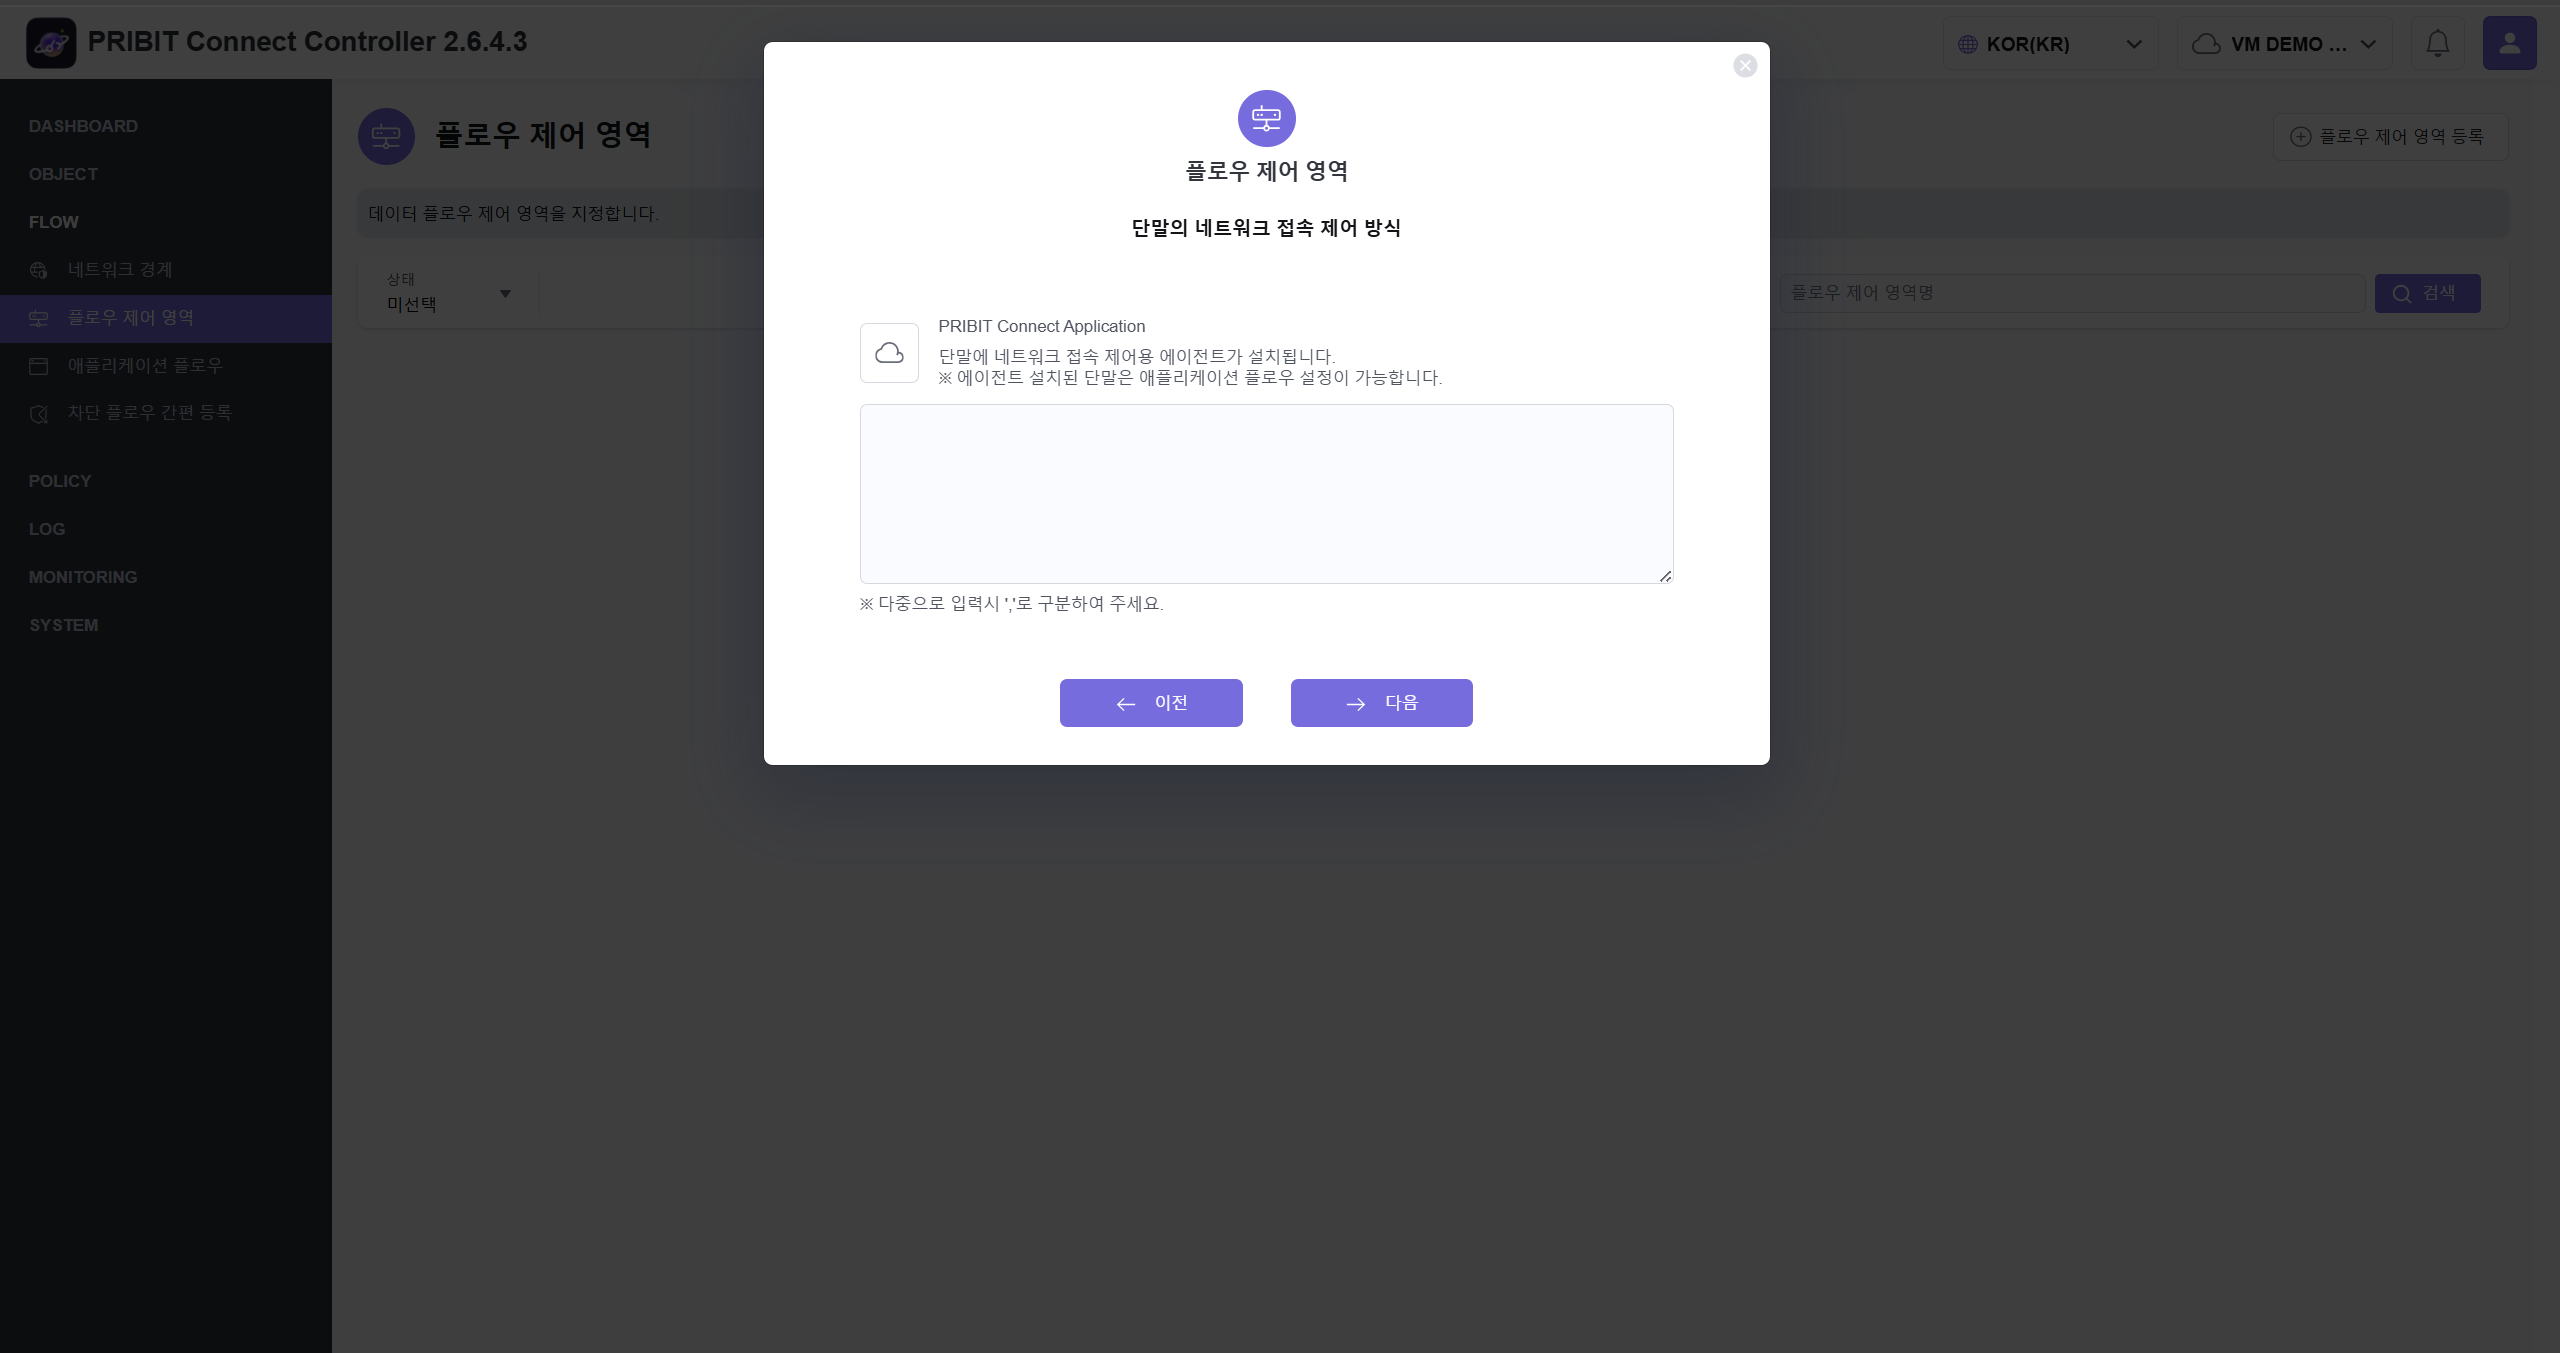 PRIBIT Connect Controller 2.6.4.3
KOR(KR)
VM DEMO ...
DASHBOARD
OBJECT
FLOW
네트워크 경계
플로우 제어 영역
애플리케이션 플로우
차단 플로우 간편 등록
POLICY
LOG
MONITORING
SYSTEM
플로우 제어 영역
플로우 제어 영역 등록
데이터 플로우 제어 영역을 지정합니다.
상태
미선택
플로우 제어 영역명
검색
플로우 제어 영역
단말의 네트워크 접속 제어 방식
PRIBIT Connect Application
단말에 네트워크 접속 제어용 에이전트가 설치됩니다.
※ 에이전트 설치된 단말은 애플리케이션 플로우 설정이 가능합니다.
※ 다중으로 입력시 ','로 구분하여 주세요.
이전
다음